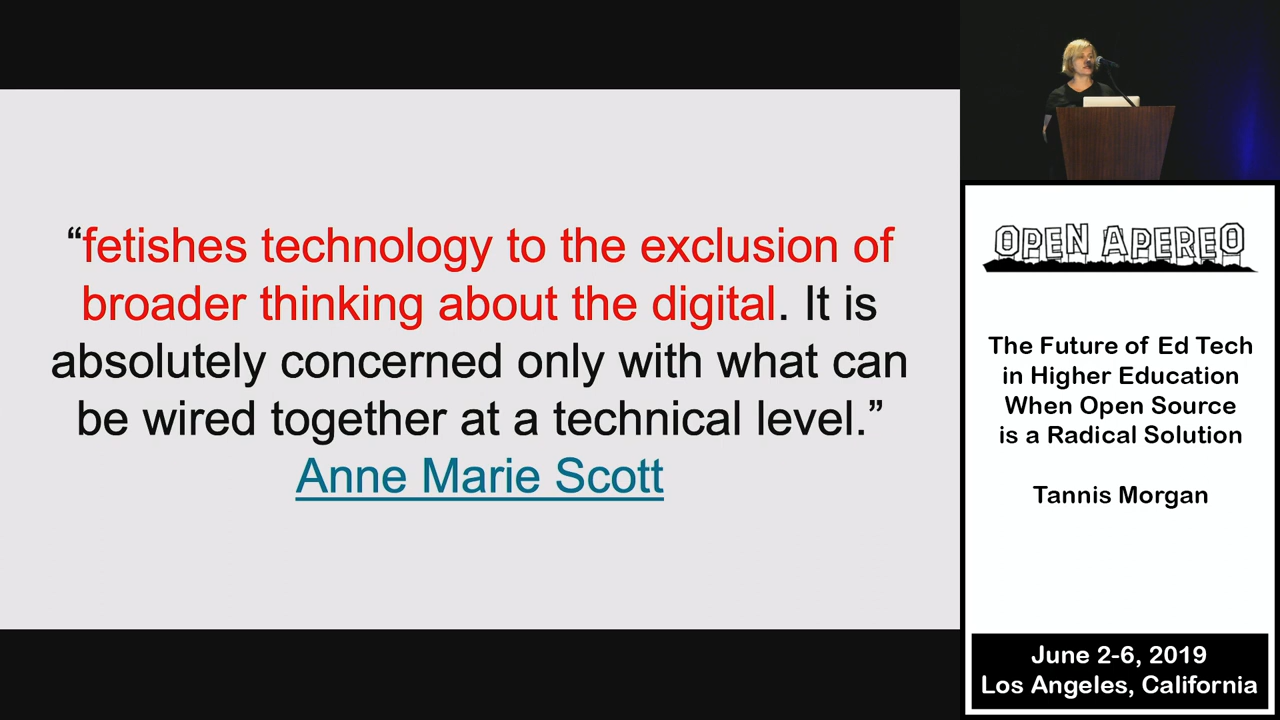 “fetishes technology to the exclusion of
broader thinking about the digital. It is
absolutely concerned only with what can
be wired together at a technical level.”
Anne Marie Scott
OPEN APEREO
The Future of Ed Tech
in Higher Education
When Open Source
is a Radical Solution
Tannis Morgan
June 2-6, 2019
Los Angeles, California